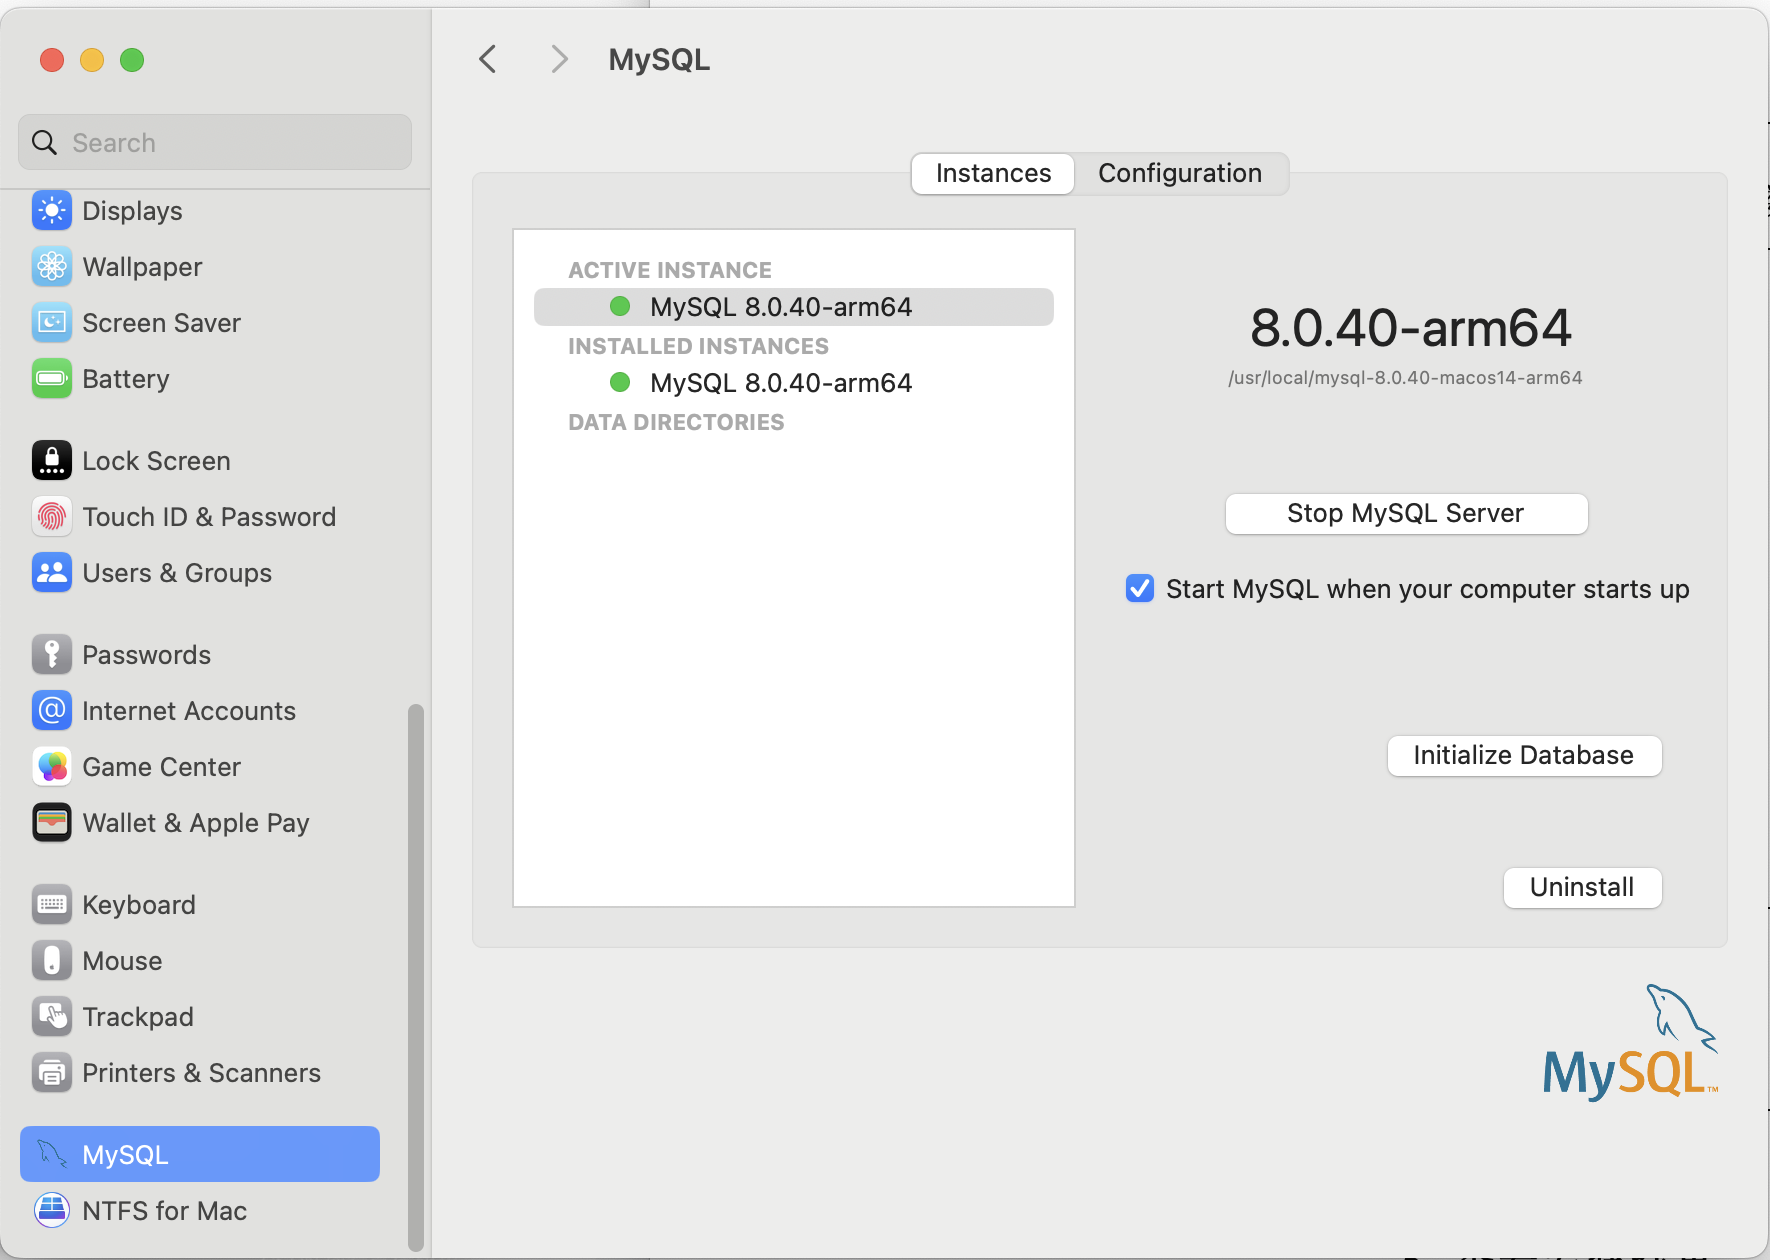 MySQL
Search
Displays
Wallpaper
Screen Saver
Battery
Lock Screen
Touch ID & Password
Users & Groups
Passwords
Internet Accounts
Game Center
Wallet & Apple Pay
Keyboard
Mouse
Trackpad
Printers & Scanners
MySQL
NTFS for Mac
Instances
Configuration
ACTIVE INSTANCE
MySQL 8.0.40-arm64
INSTALLED INSTANCES
MySQL 8.0.40-arm64
DATA DIRECTORIES
8.0.40-arm64
/usr/local/mysql-8.0.40-macos14-arm64
Stop MySQL Server
Start MySQL when your computer starts up
Initialize Database
Uninstall
MySQL™